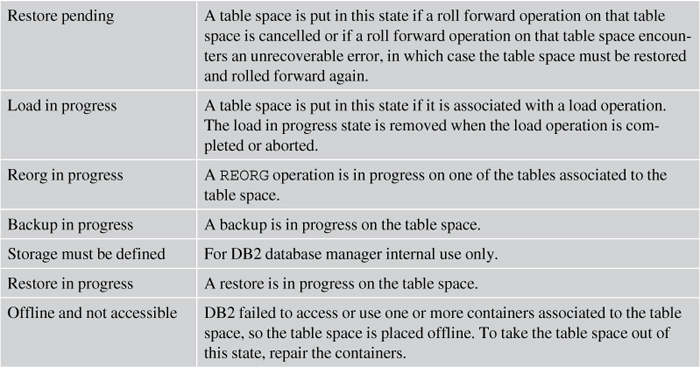 Restore pending
A table space is put in this state if a roll forward operation on that table
space is cancelled or if a roll forward operation on that table space encoun-
ters an unrecoverable error, in which case the table space must be restored
and rolled forward again.
Load in progress
A table space is put in this state if it is associated with a load operation.
The load in progress state is removed when the load operation is com-
pleted or aborted.
Reorg in progress
A REORG operation is in progress on one of the tables associated to the
table space.
Backup in progress
A backup is in progress on the table space.
Storage must be defined
For DB2 database manager internal use only.
Restore in progress
A restore is in progress on the table space.
Offline and not accessible
DB2 failed to access or use one or more containers associated to the table
space, so the table space is placed offline. To take the table space out of
this state, repair the containers.